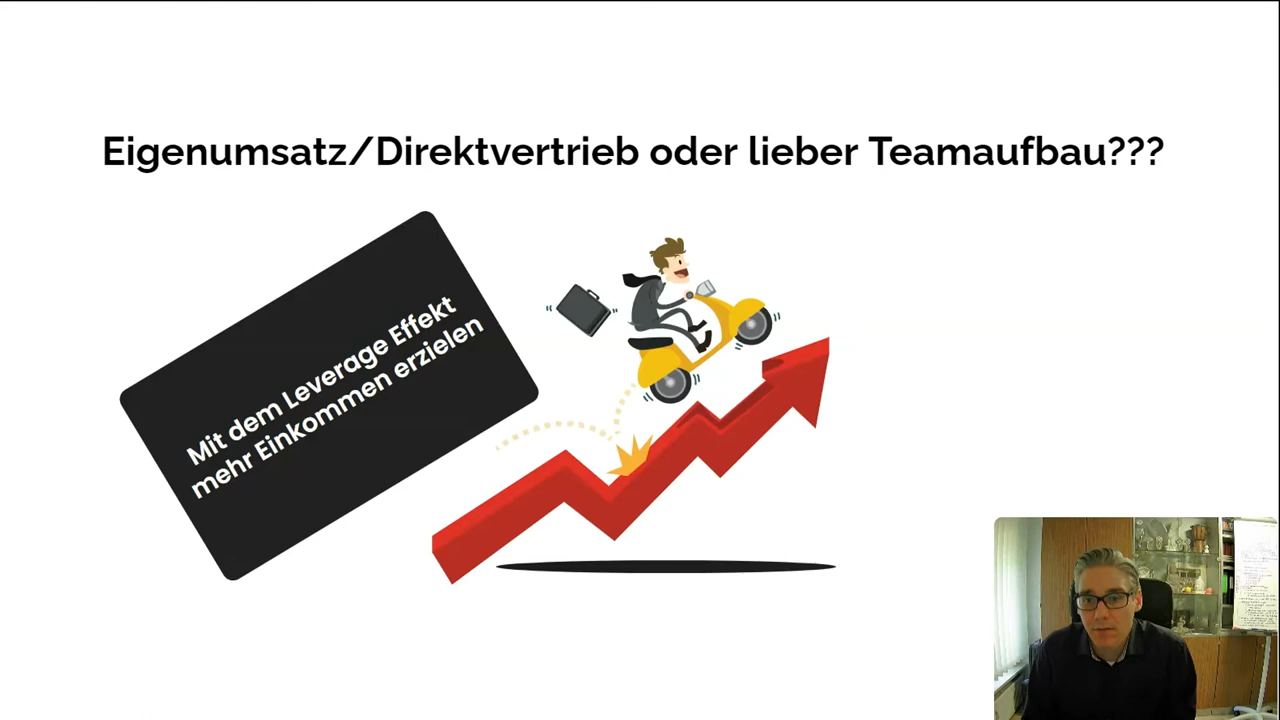 Eigenumsatz/Direktvertrieb oder lieber Teamaufbau???
Mit dem Leverage Effekt
mehr Einkommen erzielen